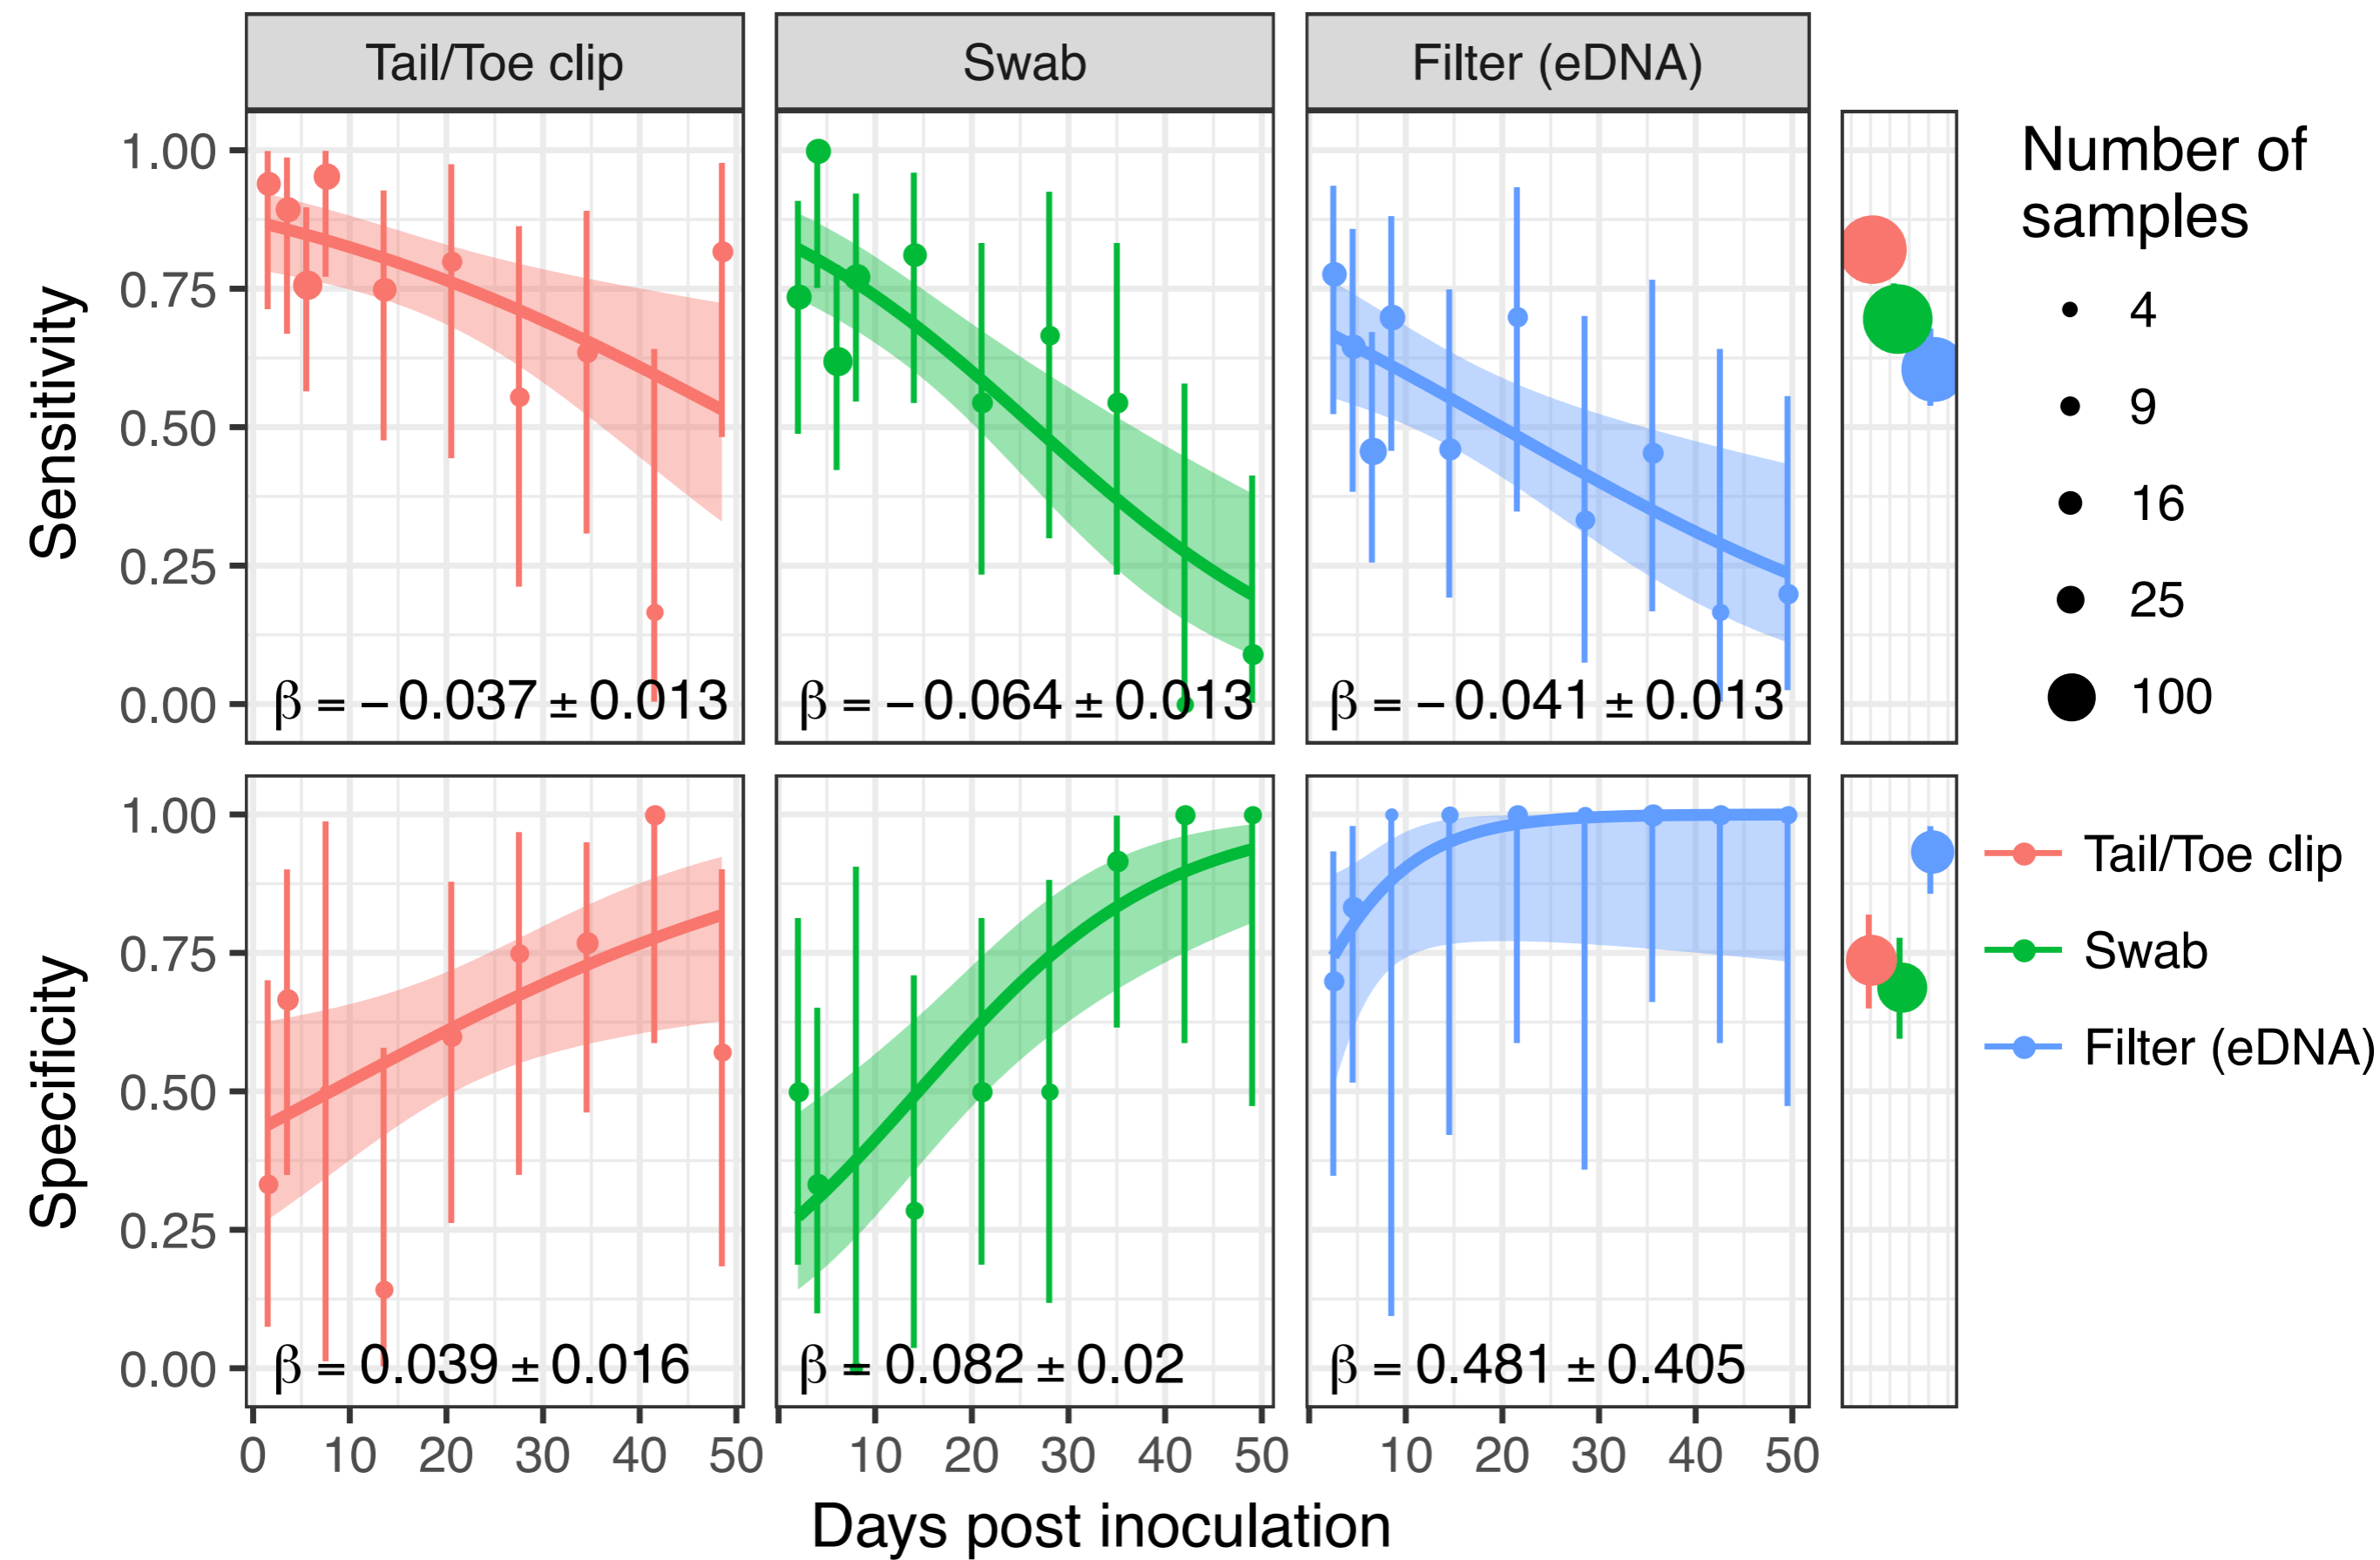 Tail/Toe clip
Swab
Filter (eDNA)
Sensitivity
1.00
0.75
0.50
0.25
0.00
β = − 0.037 ± 0.013
β = − 0.064 ± 0.013
β = − 0.041 ± 0.013
Number of
samples
4
9
16
25
100
Specificity
1.00
0.75
0.50
0.25
0.00
β = 0.039 ± 0.016
β = 0.082 ± 0.02
β = 0.481 ± 0.405
Tail/Toe clip
Swab
Filter (eDNA)
0 10 20 30 40 50
10 20 30 40 50
10 20 30 40 50
Days post inoculation